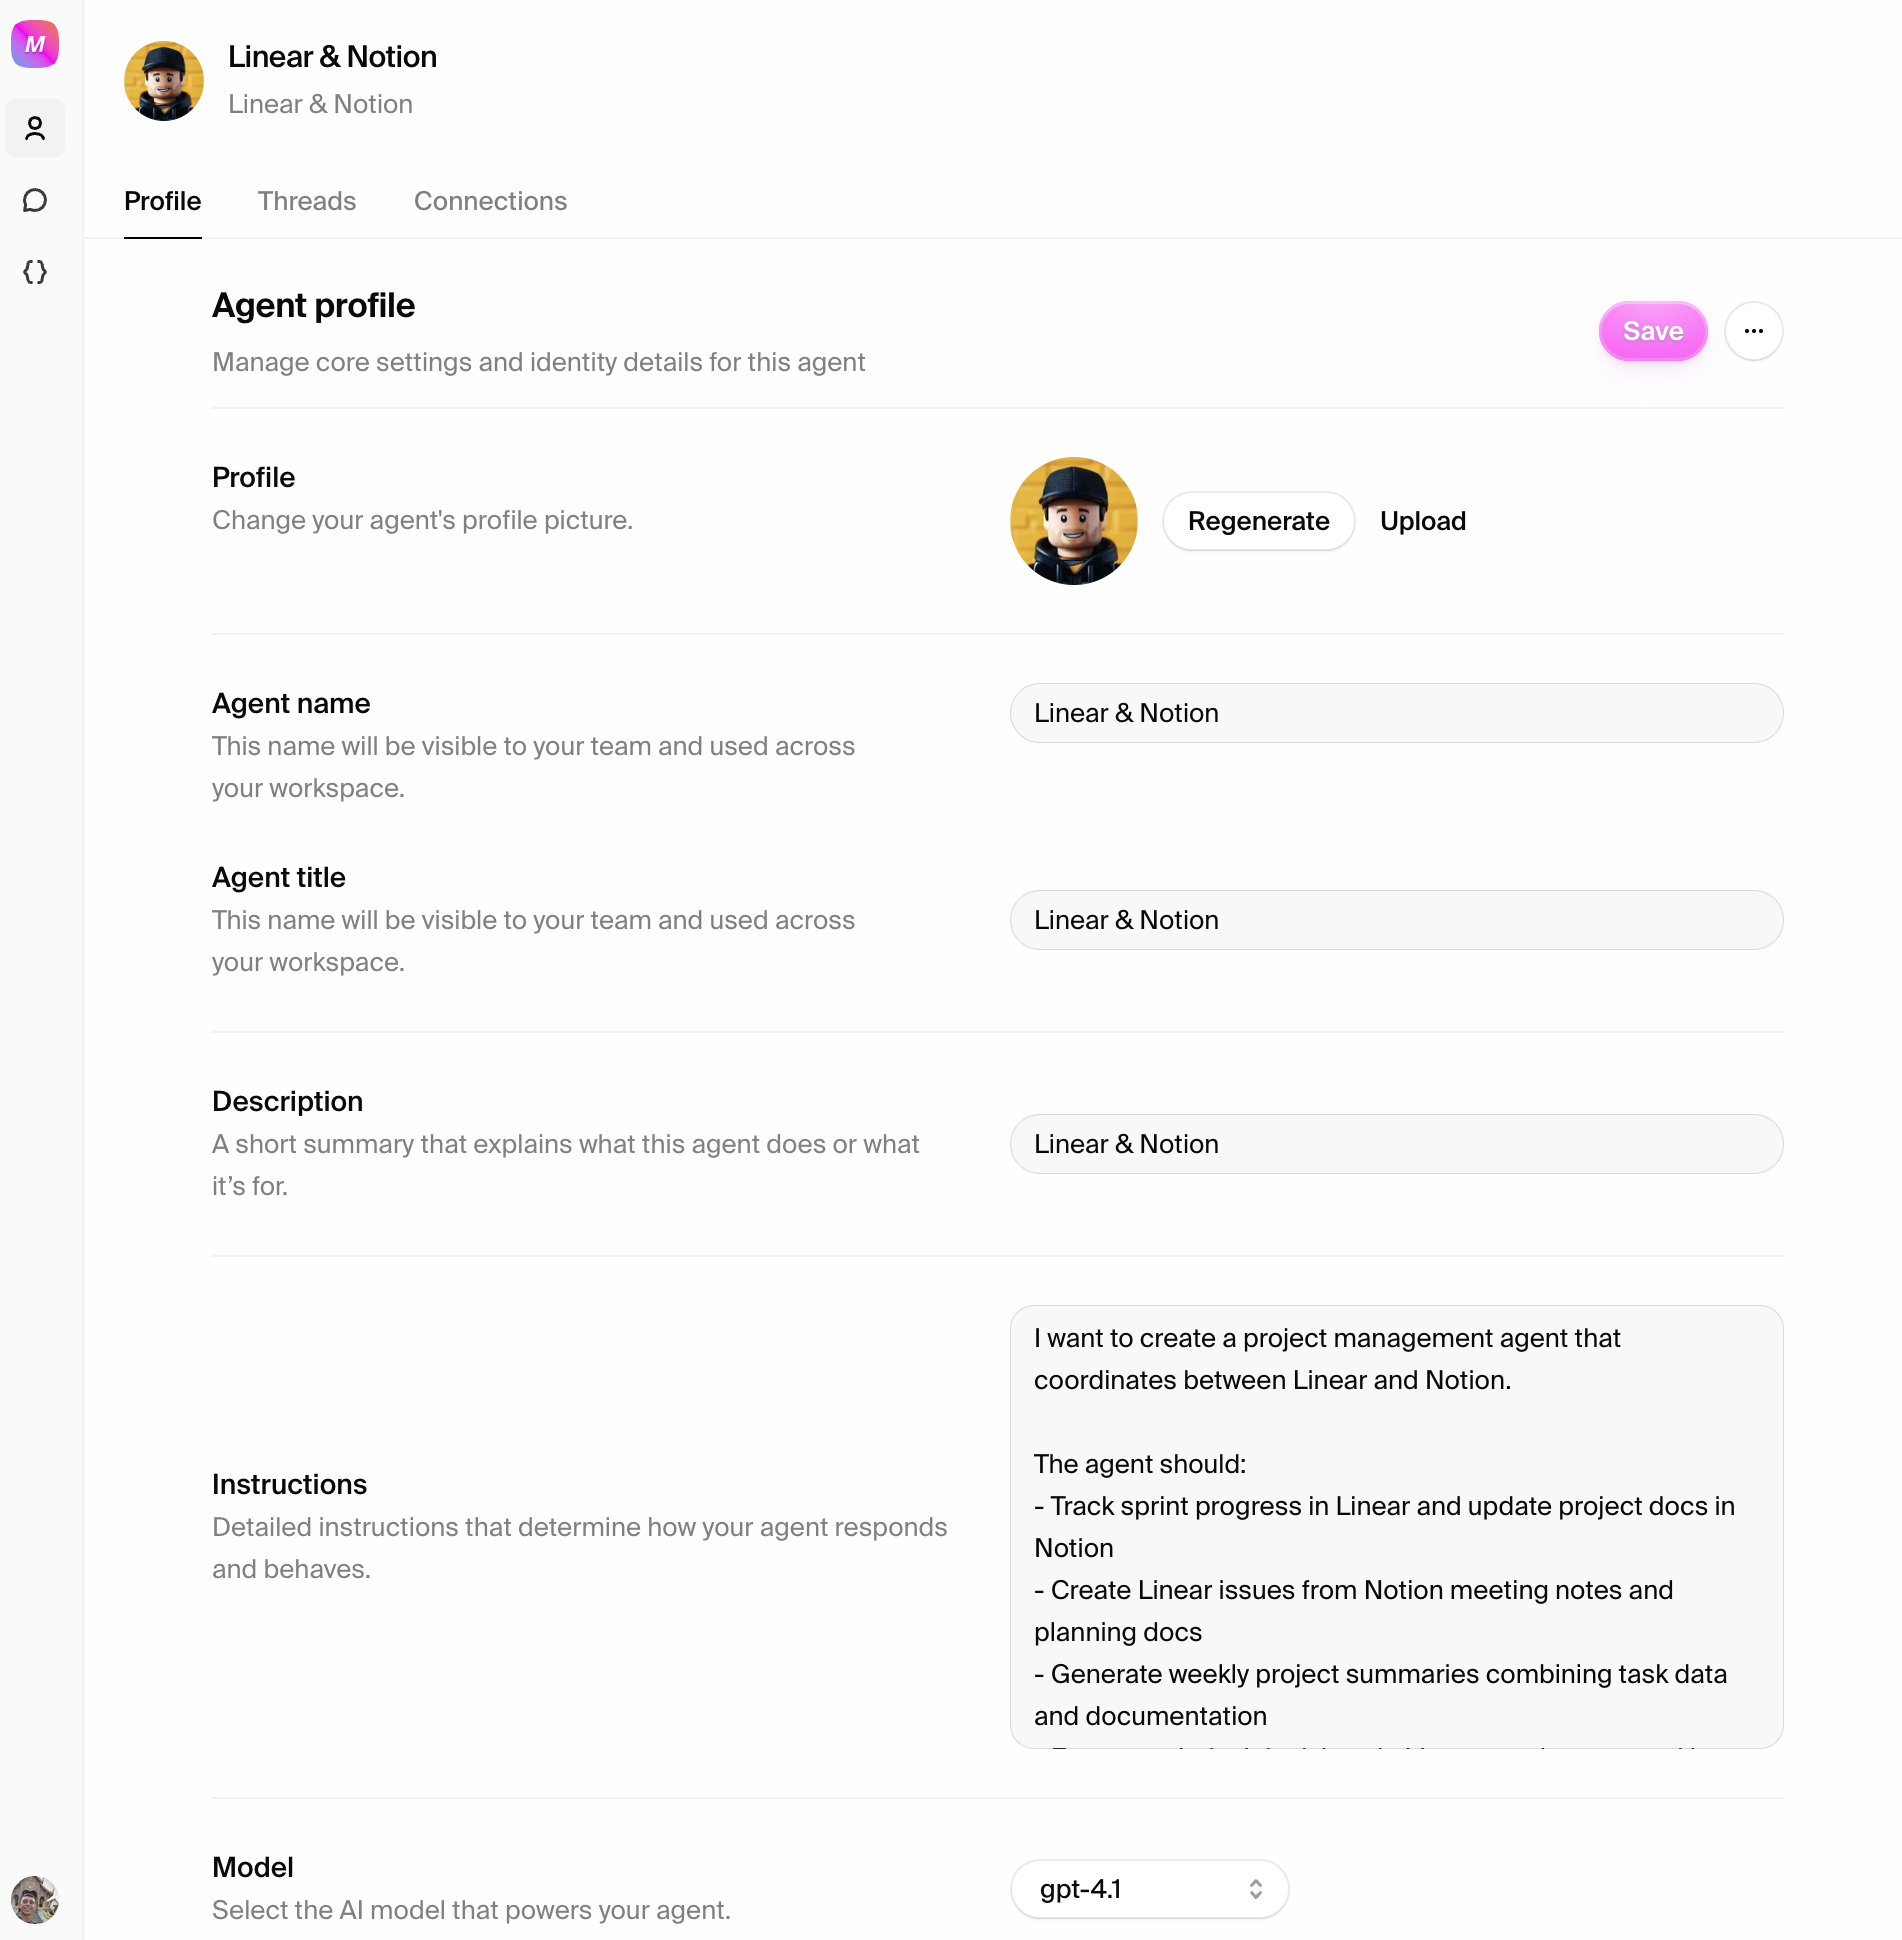 M
Linear & Notion
Linear & Notion
Profile
Threads
Connections
Agent profile
Manage core settings and identity details for this agent
Save
Profile
Change your agent's profile picture.
Regenerate
Upload
Agent name
This name will be visible to your team and used across
your workspace.
Linear & Notion
Agent title
This name will be visible to your team and used across
your workspace.
Linear & Notion
Description
A short summary that explains what this agent does or what
it’s for.
Linear & Notion
Instructions
Detailed instructions that determine how your agent responds
and behaves.
I want to create a project management agent that
coordinates between Linear and Notion.
The agent should:
- Track sprint progress in Linear and update project docs in
Notion
- Create Linear issues from Notion meeting notes and
planning docs
- Generate weekly project summaries combining task data
and documentation
Model
Select the AI model that powers your agent.
gpt-4.1